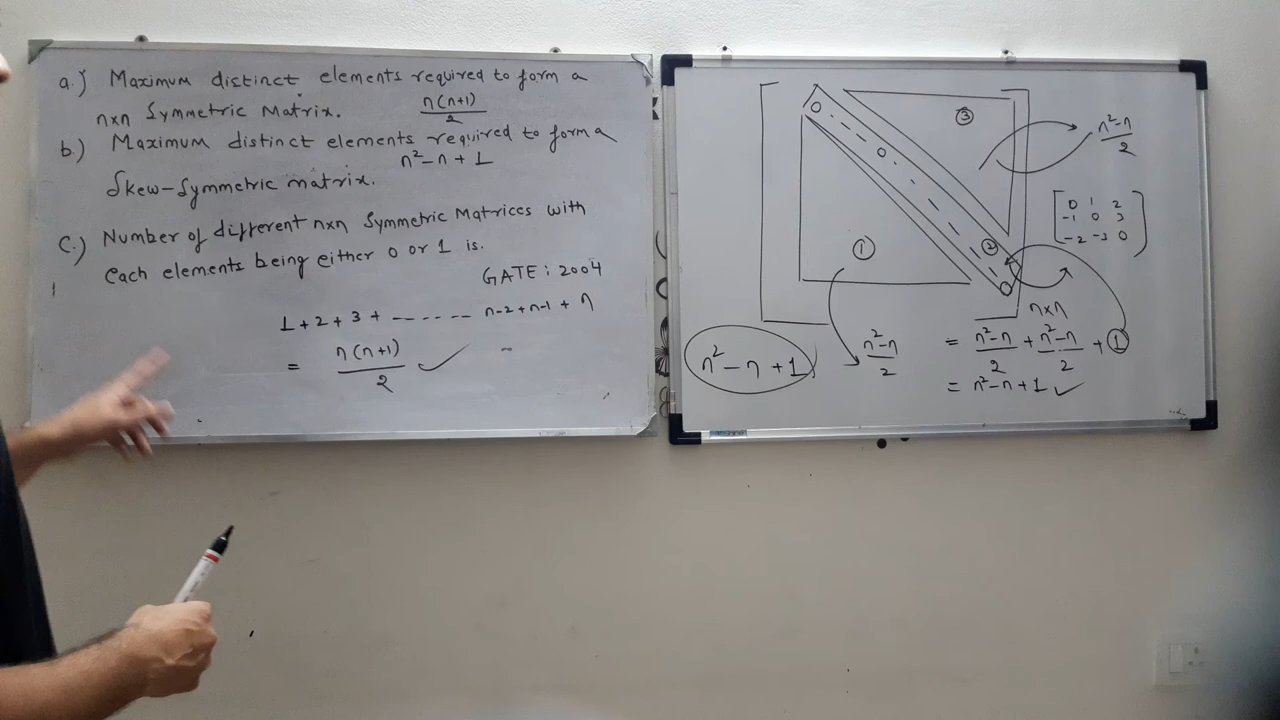 a.) Maximum distinct elements required to form a
nxn Symmetric Matrix. n(n+1)/2
b.) Maximum distinct elements required to form a
n²-n+1
Skew-Symmetric matrix.
C.) Number of different nxn Symmetric Matrices with
each elements being either 0 or 1 is.
GATE: 2004
1+2+3+ ------ n-2+n-1+n
= n(n+1)/2 ✓
0
0
0
①
②
③
n²-n/2
0 1 2
-1 0 3
-2 -3 0
nxn
n²-n/2
= n²-n/2 + n²-n/2 + ①
= n²-n+1 ✓
n²-n+1